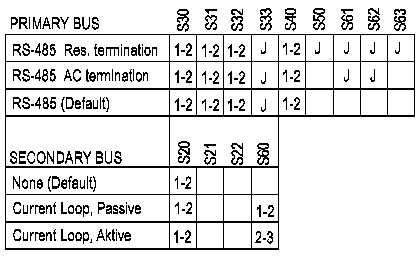 PRIMARY BUS S30 S31 S32 S33 S40 S50 S61 S62 S63
RS-485 Res. termination 1-2 1-2 1-2 J 1-2 J J J J
RS-485 AC termination 1-2 1-2 1-2 J 1-2 J J
RS-485 (Default) 1-2 1-2 1-2 J 1-2
SECONDARY BUS S20 S21 S22 S60
None (Default) 1-2
Current Loop, Passive 1-2 1-2
Current Loop, Aktive 1-2 2-3